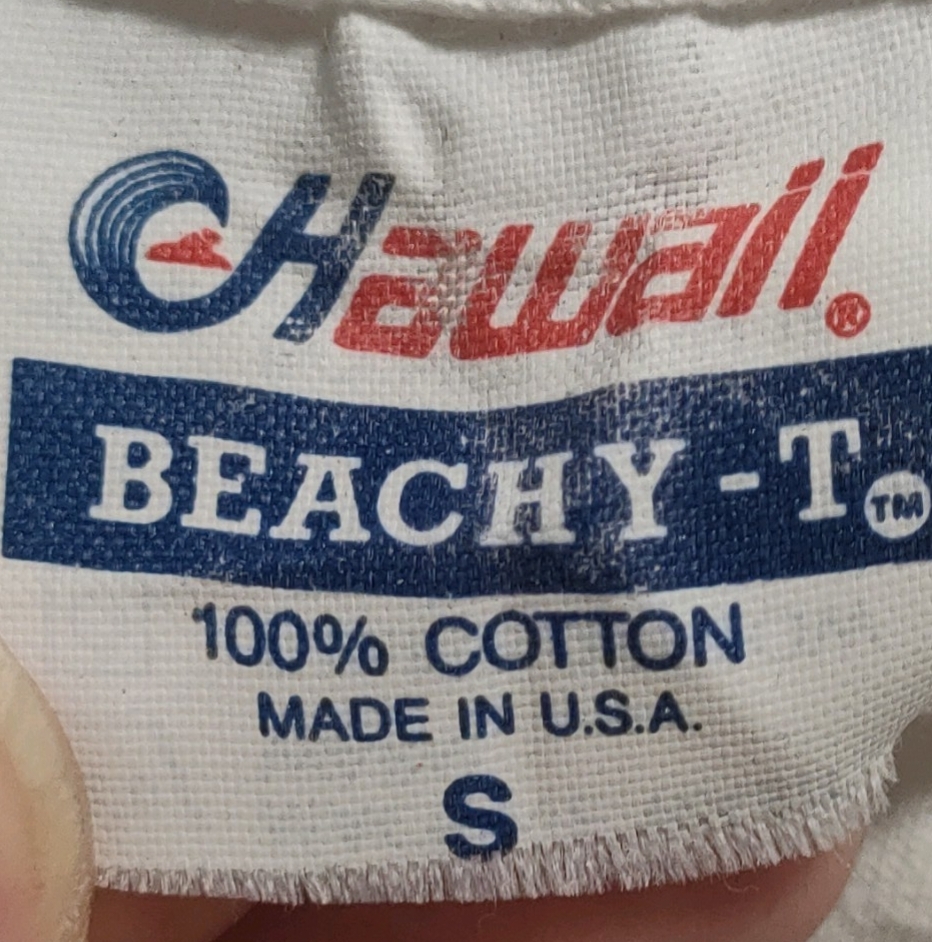 Hawaii®
BEACHY-T™
100% COTTON
MADE IN U.S.A.
S